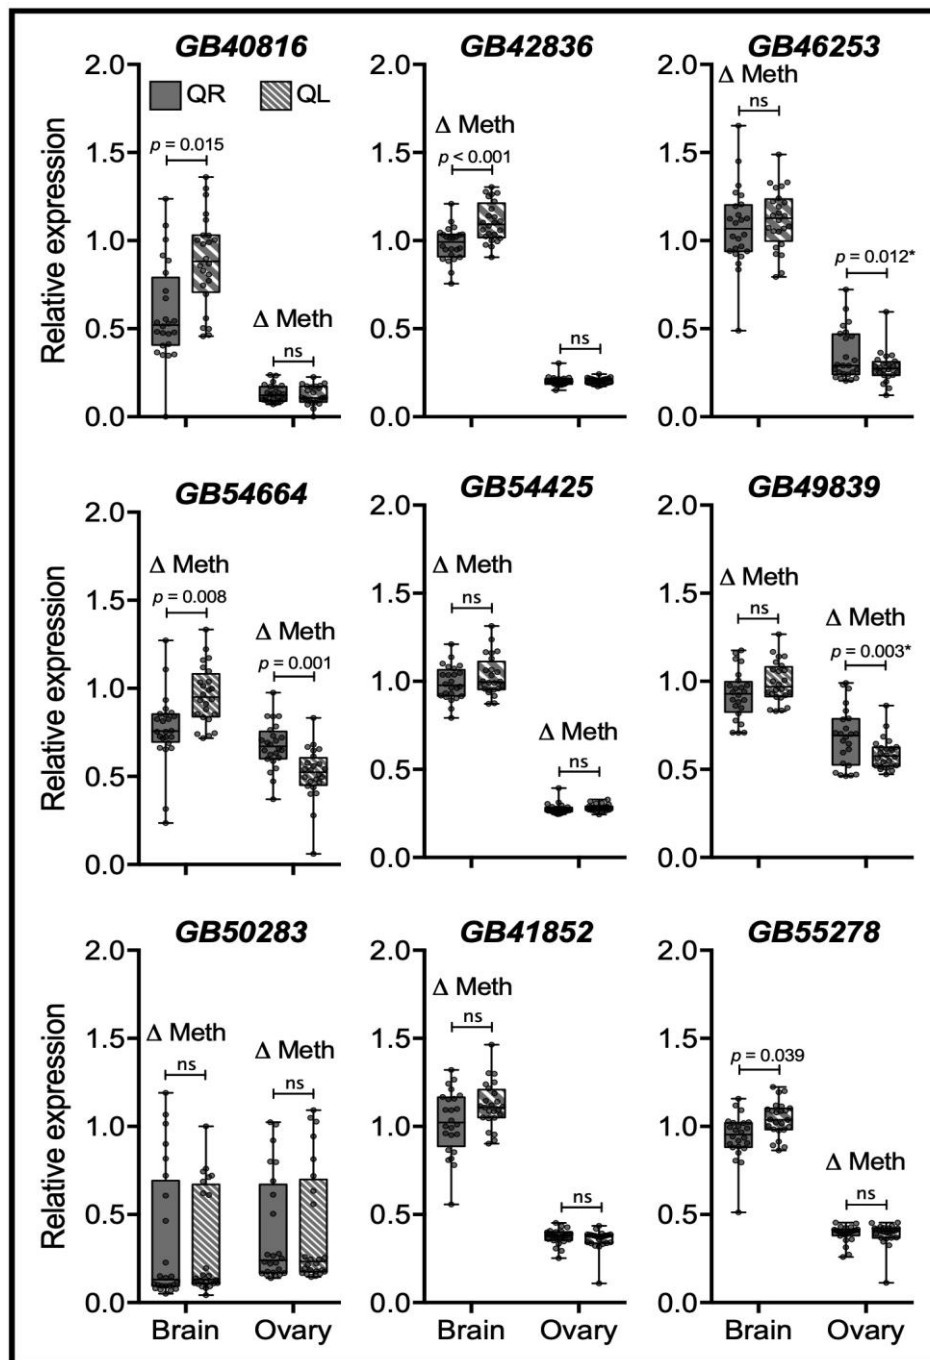 GB40816 GB42836 GB46253
2.0 2.0 2.0
QR QL
Δ Meth
ns
Δ Meth
p = 0.015
p < 0.001
1.5 1.5 1.5
Relative expression
1.0 1.0 1.0
p = 0.012*
Δ Meth
ns
ns
0.5 0.5 0.5
0.0 0.0 0.0
GB54664 GB54425 GB49839
2.0 2.0 2.0
Δ Meth
p = 0.008
Δ Meth
ns
Δ Meth
ns
1.5 1.5 1.5
Relative expression
Δ Meth
p = 0.001
Δ Meth
p = 0.003*
1.0 1.0 1.0
Δ Meth
ns
0.5 0.5 0.5
0.0 0.0 0.0
GB50283 GB41852 GB55278
2.0 2.0 2.0
Δ Meth
ns
Δ Meth
ns
Δ Meth
ns
p = 0.039
1.5 1.5 1.5
Relative expression
1.0 1.0 1.0
Δ Meth
ns
ns
0.5 0.5 0.5
0.0 0.0 0.0
Brain Ovary Brain Ovary Brain Ovary